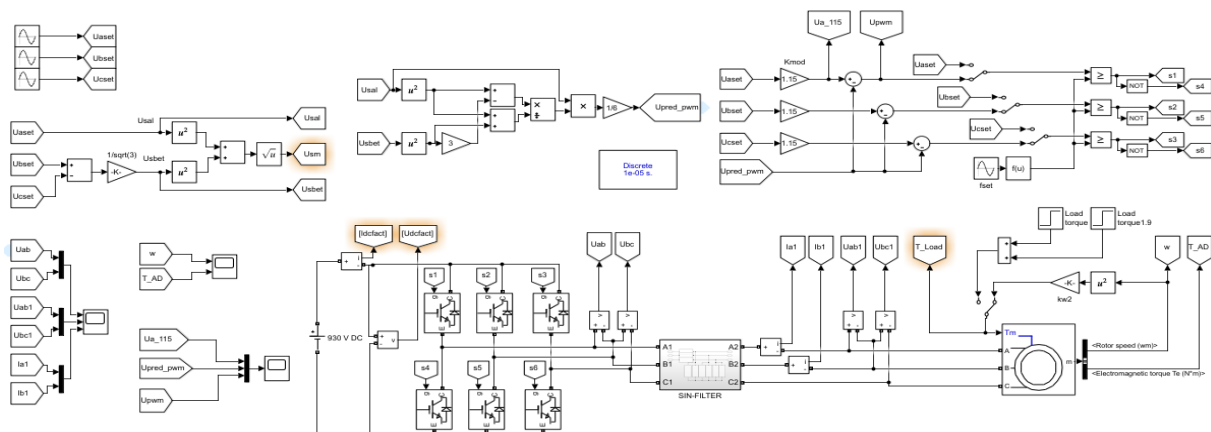 Uaset
Ubset
Ucset
Uaset
Usal
u²
Usal
Ubset
Ucset
1/sqrt(3)
-K-
Usbet
u²
√u
Usm
Usbet
Usal
u²
Usbet
u²
3
1/6
Upred_pwm
Discrete
1e-05 s.
Ua_115
Upwm
Kmod
Uaset
1.15
Ubset
1.15
Ucset
1.15
Upred_pwm
Uaset
Ubset
Ucset
fset
f(u)
≥
NOT
s1
s4
≥
NOT
s2
s5
≥
NOT
s3
s6
Uab
Ubc
Uab1
Ubc1
Ia1
Ib1
w
T_AD
Ua_115
Upred_pwm
Upwm
[Idcfact]
[Udcfact]
930 V DC
s1
s2
s3
s4
s5
s6
Uab
Ubc
A1
B1
C1
A2
B2
C2
SIN-FILTER
Ia1
Ib1
Uab1
Ubc1
T_Load
Load
torque
Load
torque1.9
w
T_AD
-K-
kw2
u²
Tm
A
B
C
m
<Rotor speed (wm)>
<Electromagnetic torque Te (N*m)>